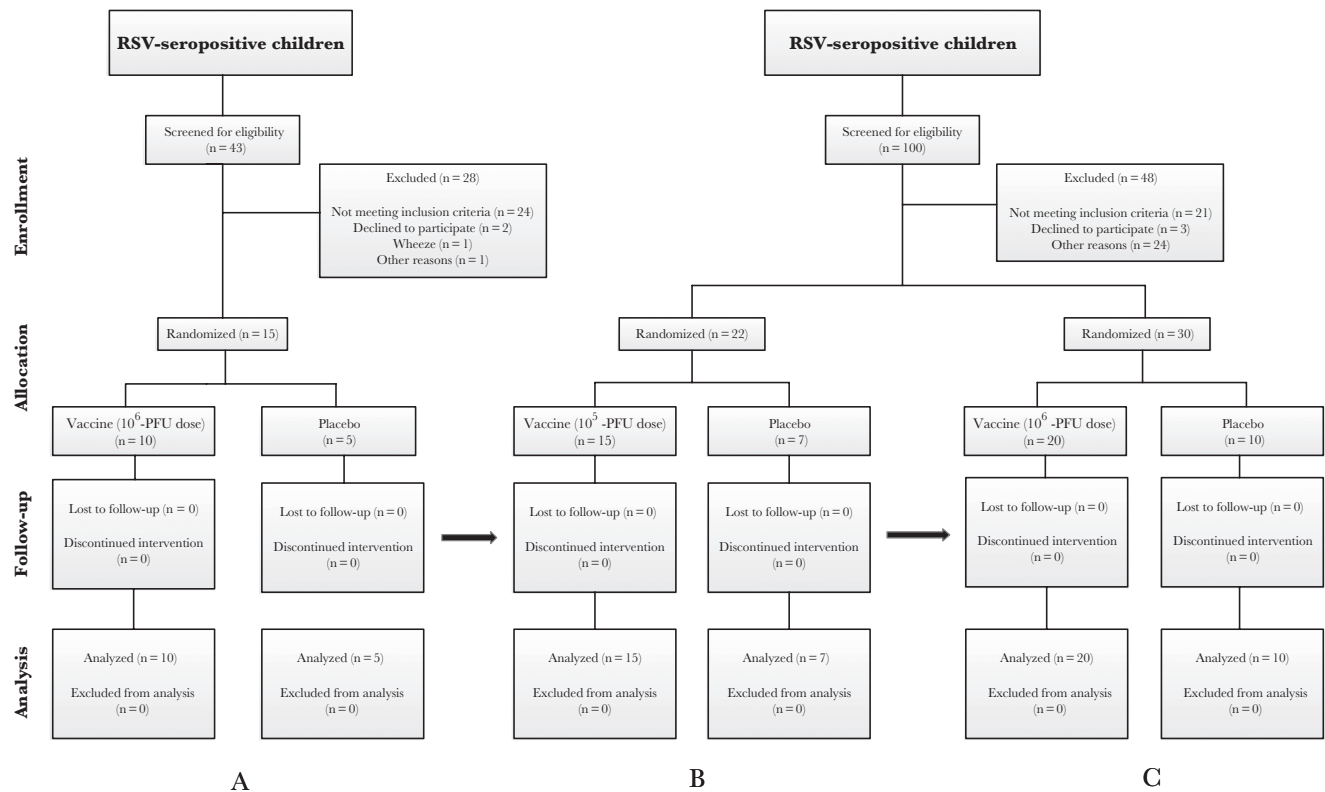 RSV-seropositive children
Screened for eligibility
(n = 43)
Excluded (n = 28)
Not meeting inclusion criteria (n = 24)
Declined to participate (n = 2)
Wheeze (n = 1)
Other reasons (n = 1)
Randomized (n = 15)
Vaccine (10^6-PFU dose)
(n = 10)
Placebo
(n = 5)
Lost to follow-up (n = 0)
Discontinued intervention
(n = 0)
Lost to follow-up (n = 0)
Discontinued intervention
(n = 0)
Analyzed (n = 10)
Excluded from analysis
(n = 0)
Analyzed (n = 5)
Excluded from analysis
(n = 0)
A
RSV-seropositive children
Screened for eligibility
(n = 100)
Excluded (n = 48)
Not meeting inclusion criteria (n = 21)
Declined to participate (n = 3)
Other reasons (n = 24)
Randomized (n = 22)
Vaccine (10^5 -PFU dose)
(n = 15)
Placebo
(n = 7)
Lost to follow-up (n = 0)
Discontinued intervention
(n = 0)
Lost to follow-up (n = 0)
Discontinued intervention
(n = 0)
Analyzed (n = 15)
Excluded from analysis
(n = 0)
Analyzed (n = 7)
Excluded from analysis
(n = 0)
B
Randomized (n = 30)
Vaccine (10^6 -PFU dose)
(n = 20)
Placebo
(n = 10)
Lost to follow-up (n = 0)
Discontinued intervention
(n = 0)
Lost to follow-up (n = 0)
Discontinued intervention
(n = 0)
Analyzed (n = 20)
Excluded from analysis
(n = 0)
Analyzed (n = 10)
Excluded from analysis
(n = 0)
C
Enrollment
Allocation
Follow-up
Analysis